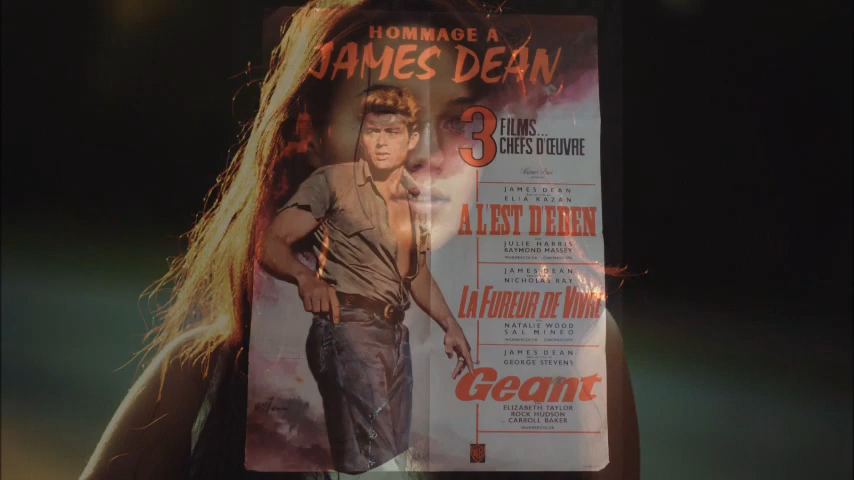 HOMMAGE A
JAMES DEAN
3 FILMS...
CHEFS D'ŒUVRE
JAMES DEAN
ELIA KAZAN
A L'EST D'EDEN
JULIE HARRIS
RAYMOND MASSEY
JAMES DEAN
NICHOLAS RAY
LA FUREUR DE VIVRE
NATALIE WOOD
SAL MINEO
JAMES DEAN
GEORGE STEVENS
Geant
ELIZABETH TAYLOR
ROCK HUDSON
CARROLL BAKER
WB